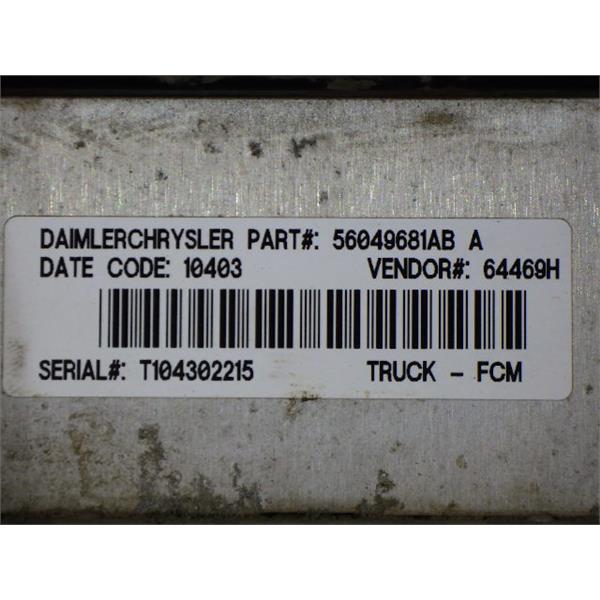 DAIMLERCHRYSLER PART#: 56049681AB A
DATE CODE: 10403 VENDOR#: 64469H
SERIAL#: T104302215 TRUCK - FCM